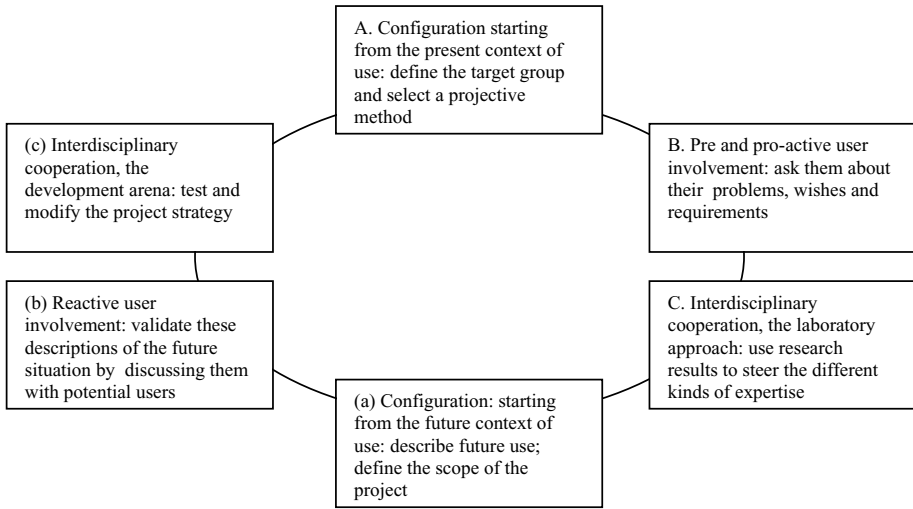 A. Configuration starting
from the present context of
use: define the target group
and select a projective
method
B. Pre and pro-active user
involvement: ask them about
their problems, wishes and
requirements
C. Interdisciplinary
cooperation, the laboratory
approach: use research
results to steer the different
kinds of expertise
(a) Configuration: starting
from the future context of
use: describe future use;
define the scope of the
project
(b) Reactive user
involvement: validate these
descriptions of the future
situation by discussing them
with potential users
(c) Interdisciplinary
cooperation, the
development arena: test and
modify the project strategy